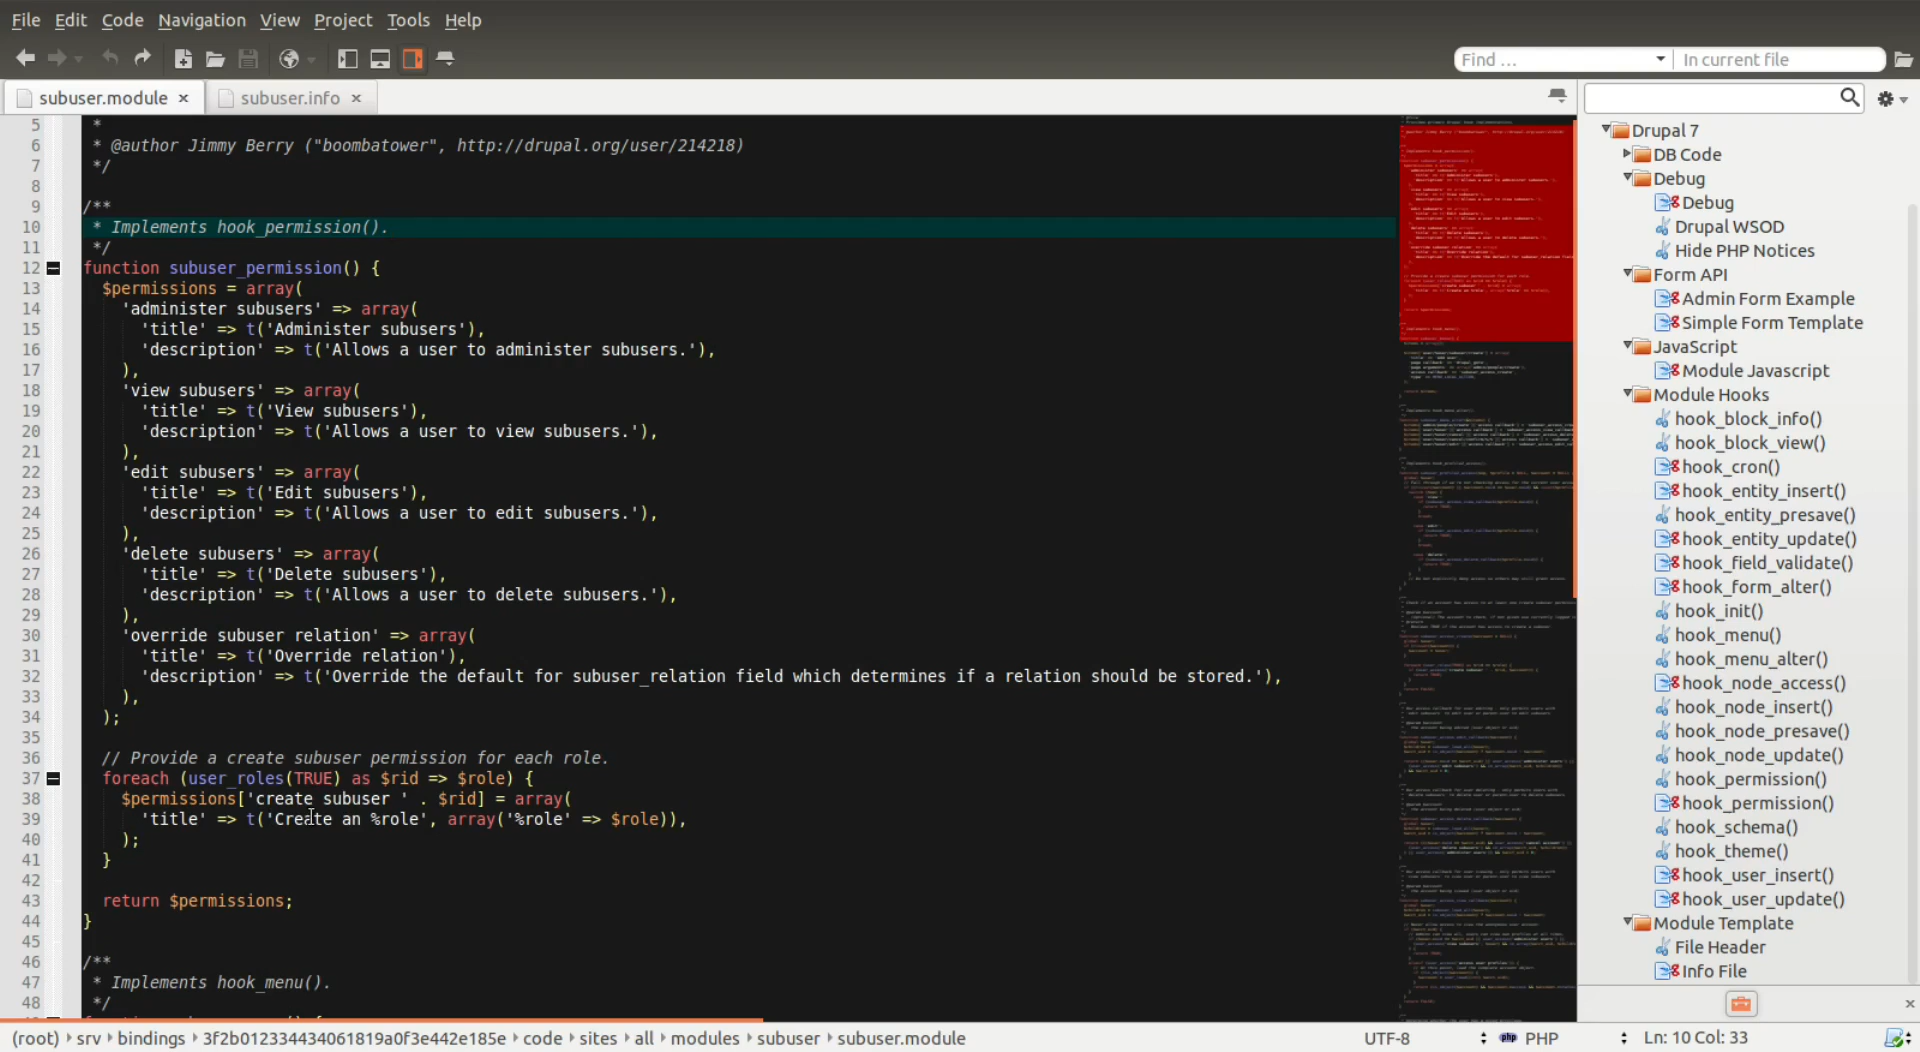 File Edit Code Navigation View Project Tools Help
Find ... In current file
subuser.module × subuser.info ×
5 *
6 * @author Jimmy Berry ("boombatower", http://drupal.org/user/214218)
7 */
8
9 /**
10 * Implements hook_permission().
11 */
12 function subuser_permission() {
13 $permissions = array(
14 'administer subusers' => array(
15 'title' => t('Administer subusers'),
16 'description' => t('Allows a user to administer subusers.'),
17 ),
18 'view subusers' => array(
19 'title' => t('View subusers'),
20 'description' => t('Allows a user to view subusers.'),
21 ),
22 'edit subusers' => array(
23 'title' => t('Edit subusers'),
24 'description' => t('Allows a user to edit subusers.'),
25 ),
26 'delete subusers' => array(
27 'title' => t('Delete subusers'),
28 'description' => t('Allows a user to delete subusers.'),
29 ),
30 'override subuser relation' => array(
31 'title' => t('Override relation'),
32 'description' => t('Override the default for subuser_relation field which determines if a relation should be stored.'),
33 ),
34 );
35
36 // Provide a create subuser permission for each role.
37 foreach (user_roles(TRUE) as $rid => $role) {
38 $permissions['create subuser ' . $rid] = array(
39 'title' => t('Create an %role', array('%role' => $role)),
40 );
41 }
42
43 return $permissions;
44 }
45
46 /**
47 * Implements hook_menu().
48 */
Drupal 7
DB Code
Debug
Debug
Drupal WSOD
Hide PHP Notices
Form API
Admin Form Example
Simple Form Template
JavaScript
Module Javascript
Module Hooks
hook_block_info()
hook_block_view()
hook_cron()
hook_entity_insert()
hook_entity_presave()
hook_entity_update()
hook_field_validate()
hook_form_alter()
hook_init()
hook_menu()
hook_menu_alter()
hook_node_access()
hook_node_insert()
hook_node_presave()
hook_node_update()
hook_permission()
hook_permission()
hook_schema()
hook_theme()
hook_user_insert()
hook_user_update()
Module Template
File Header
Info File
(root) srv bindings 3f2b012334434061819a0f3e442e185e code sites all modules subuser subuser.module UTF-8 php PHP Ln: 10 Col: 33